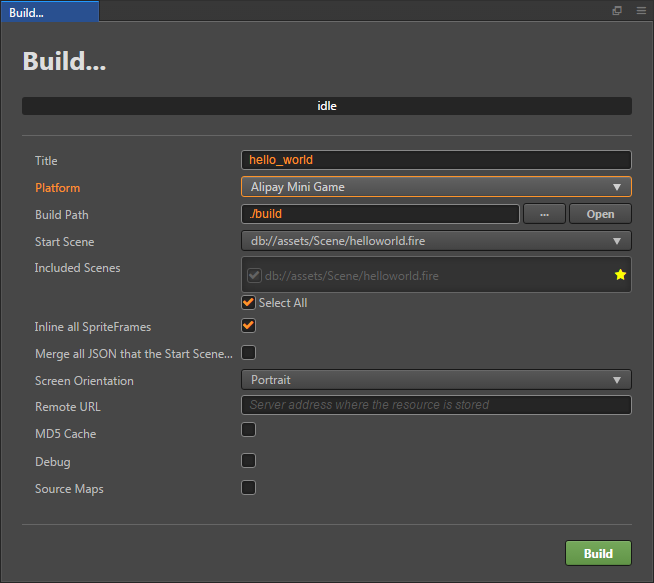 Build...
Build...
idle
Title hello_world
Platform Alipay Mini Game
Build Path ./build ... Open
Start Scene db://assets/Scene/helloworld.fire
Included Scenes db://assets/Scene/helloworld.fire
Select All
Inline all SpriteFrames
Merge all JSON that the Start Scene...
Screen Orientation Portrait
Remote URL Server address where the resource is stored
MD5 Cache
Debug
Source Maps
Build